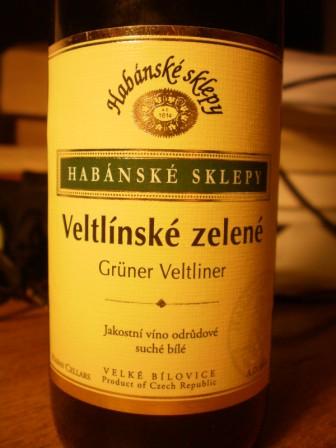 Habánské sklepy
A.D.
1614
HABÁNSKÉ SKLEPY
Veltlínské zelené
Grüner Veltliner
Jakostní víno odrůdové
suché bílé
CELLARS
VELKÉ BÍLOVICE
Product of Czech Republic